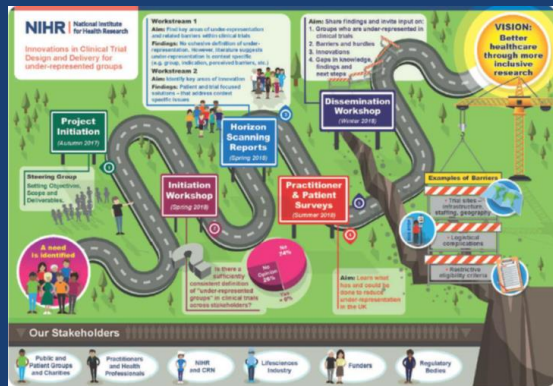 NIHR | National Institute
for Health Research
Innovations in Clinical Trial
Design and Delivery for
under-represented groups
Workstream 1
Aim: Find key areas of under-representation
and related barriers within clinical trials
Findings: No cohesive definition of under-
representation. However, literature suggests
under-representation is context specific
(e.g. group, indication, perceived barriers, etc.)
Workstream 2
Aim: Identify key areas of innovation
Findings: Patient and trial focused
solutions – that address context
specific issues
Aim: Share findings and invite input on:
1. Groups who are under-represented in
clinical trials
2. Barriers and hurdles
3. Innovations
4. Gaps in knowledge,
findings and
next steps
VISION:
Better
healthcare
through more
inclusive
research
Project
Initiation
(Autumn 2017)
Steering Group
Setting Objectives,
Scope and
Deliverables.
Initiation
Workshop
(Spring 2018)
Horizon
Scanning
Reports
(Spring 2018)
Dissemination
Workshop
(Winter 2018)
Practitioner
& Patient
Surveys
(Summer 2018)
Examples of Barriers
• Trial sites –
infrastructure,
staffing, geography
• Logistical
complications
• Restrictive
eligibility criteria
A need
is identified
Is there a
sufficiently
consistent definition
of "under-represented
groups" in clinical trials
across stakeholders?
No
74%
No
Opinion
Yes
Aim: Learn what
has and could be
done to reduce
under-representation
in the UK
Our Stakeholders
Public and
Patient Groups
and Charities
Practitioners
and Health
Professionals
NIHR
and CRN
Lifesciences
Industry
Funders
Regulatory
Bodies